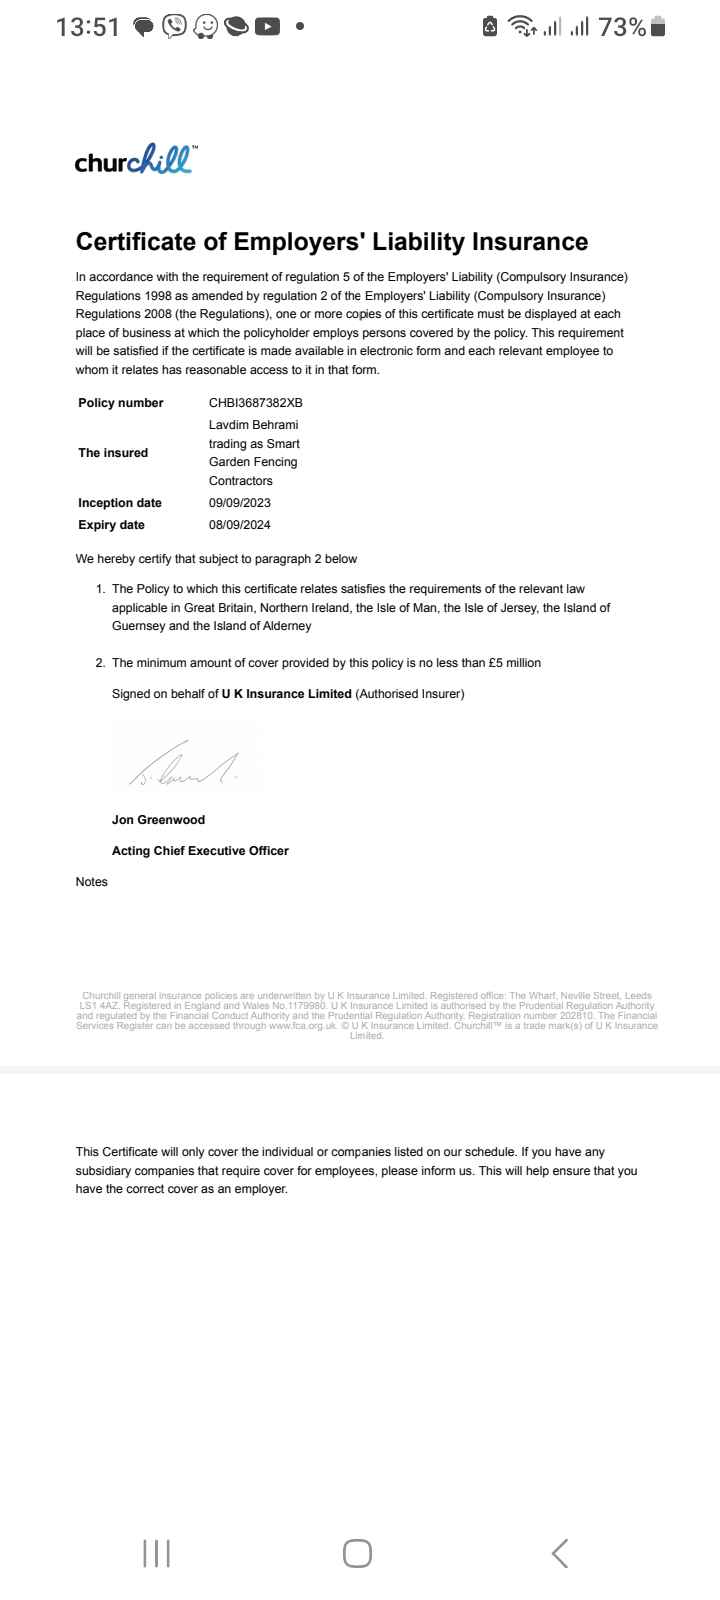 13:51
73%
churchill™
Certificate of Employers' Liability Insurance
In accordance with the requirement of regulation 5 of the Employers' Liability (Compulsory Insurance)
Regulations 1998 as amended by regulation 2 of the Employers' Liability (Compulsory Insurance)
Regulations 2008 (the Regulations), one or more copies of this certificate must be displayed at each
place of business at which the policyholder employs persons covered by the policy. This requirement
will be satisfied if the certificate is made available in electronic form and each relevant employee to
whom it relates has reasonable access to it in that form.
Policy number CHBI3687382XB
The insured Lavdim Behrami
trading as Smart
Garden Fencing
Contractors
Inception date 09/09/2023
Expiry date 08/09/2024
We hereby certify that subject to paragraph 2 below
1. The Policy to which this certificate relates satisfies the requirements of the relevant law
applicable in Great Britain, Northern Ireland, the Isle of Man, the Isle of Jersey, the Island of
Guernsey and the Island of Alderney
2. The minimum amount of cover provided by this policy is no less than £5 million
Signed on behalf of U K Insurance Limited (Authorised Insurer)
Jon Greenwood
Acting Chief Executive Officer
Notes
Churchill general insurance policies are underwritten by U K Insurance Limited. Registered office: The Wharf, Neville Street, Leeds
LS1 4AZ. Registered in England and Wales No.1179980. U K Insurance Limited is authorised by the Prudential Regulation Authority
and regulated by the Financial Conduct Authority and the Prudential Regulation Authority. Registration number 202810. The Financial
Services Register can be accessed through www.fca.org.uk. © U K Insurance Limited. Churchill™ is a trade mark(s) of U K Insurance
Limited.
This Certificate will only cover the individual or companies listed on our schedule. If you have any
subsidiary companies that require cover for employees, please inform us. This will help ensure that you
have the correct cover as an employer.